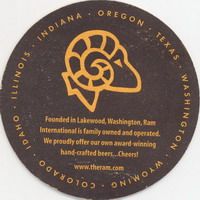 COLORADO • IDAHO • ILLINOIS • INDIANA • OREGON • TEXAS • WASHINGTON • WYOMING •
Founded in Lakewood, Washington, Ram
International is family owned and operated.
We proudly offer our own award-winning
hand-crafted beers...Cheers!
www.theram.com